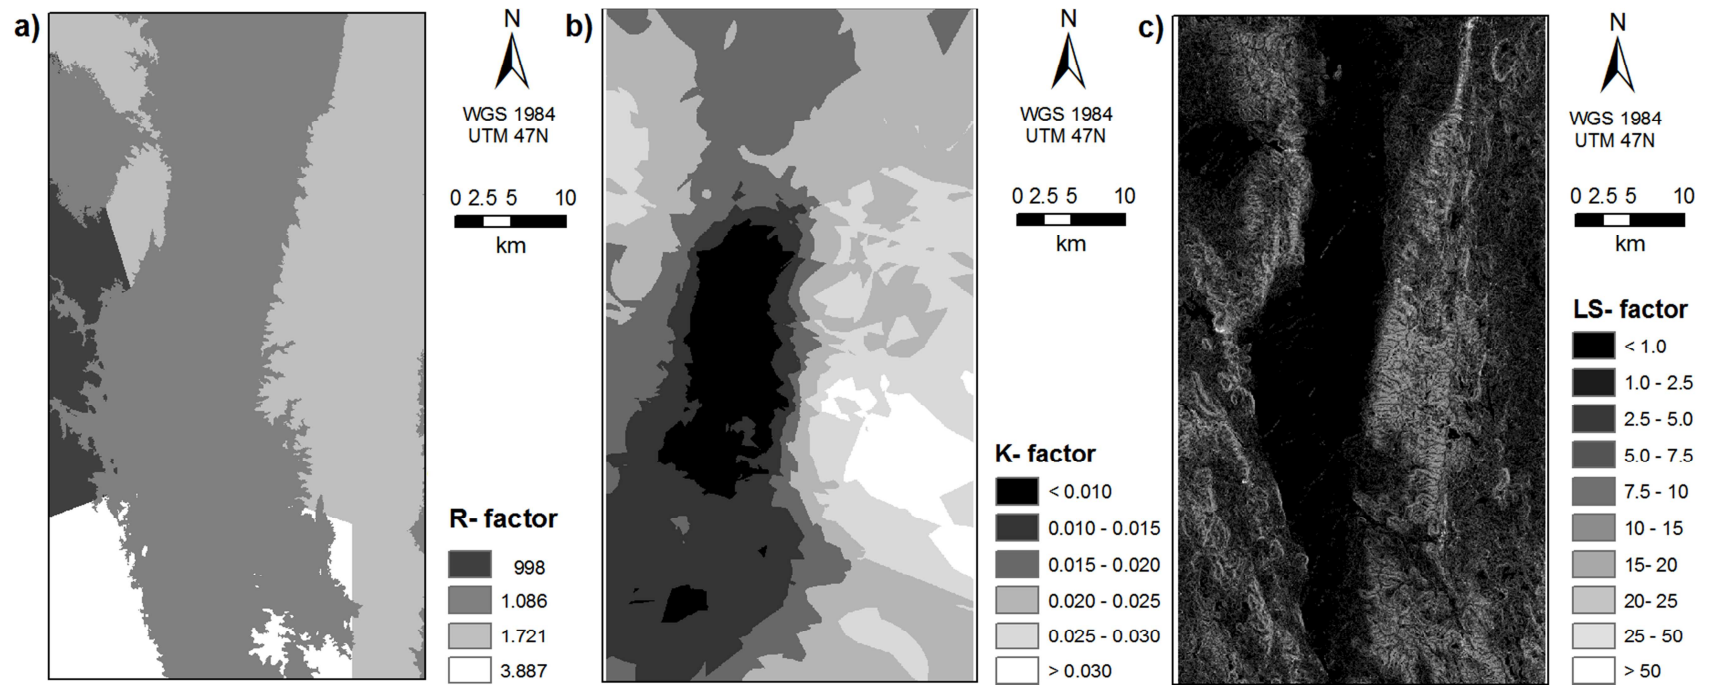 a)
N
WGS 1984
UTM 47N
0 2.5 5 10
km
R- factor
998
1.086
1.721
3.887
b)
N
WGS 1984
UTM 47N
0 2.5 5 10
km
K- factor
< 0.010
0.010 - 0.015
0.015 - 0.020
0.020 - 0.025
0.025 - 0.030
> 0.030
c)
N
WGS 1984
UTM 47N
0 2.5 5 10
km
LS- factor
< 1.0
1.0 - 2.5
2.5 - 5.0
5.0 - 7.5
7.5 - 10
10 - 15
15- 20
20- 25
25 - 50
> 50